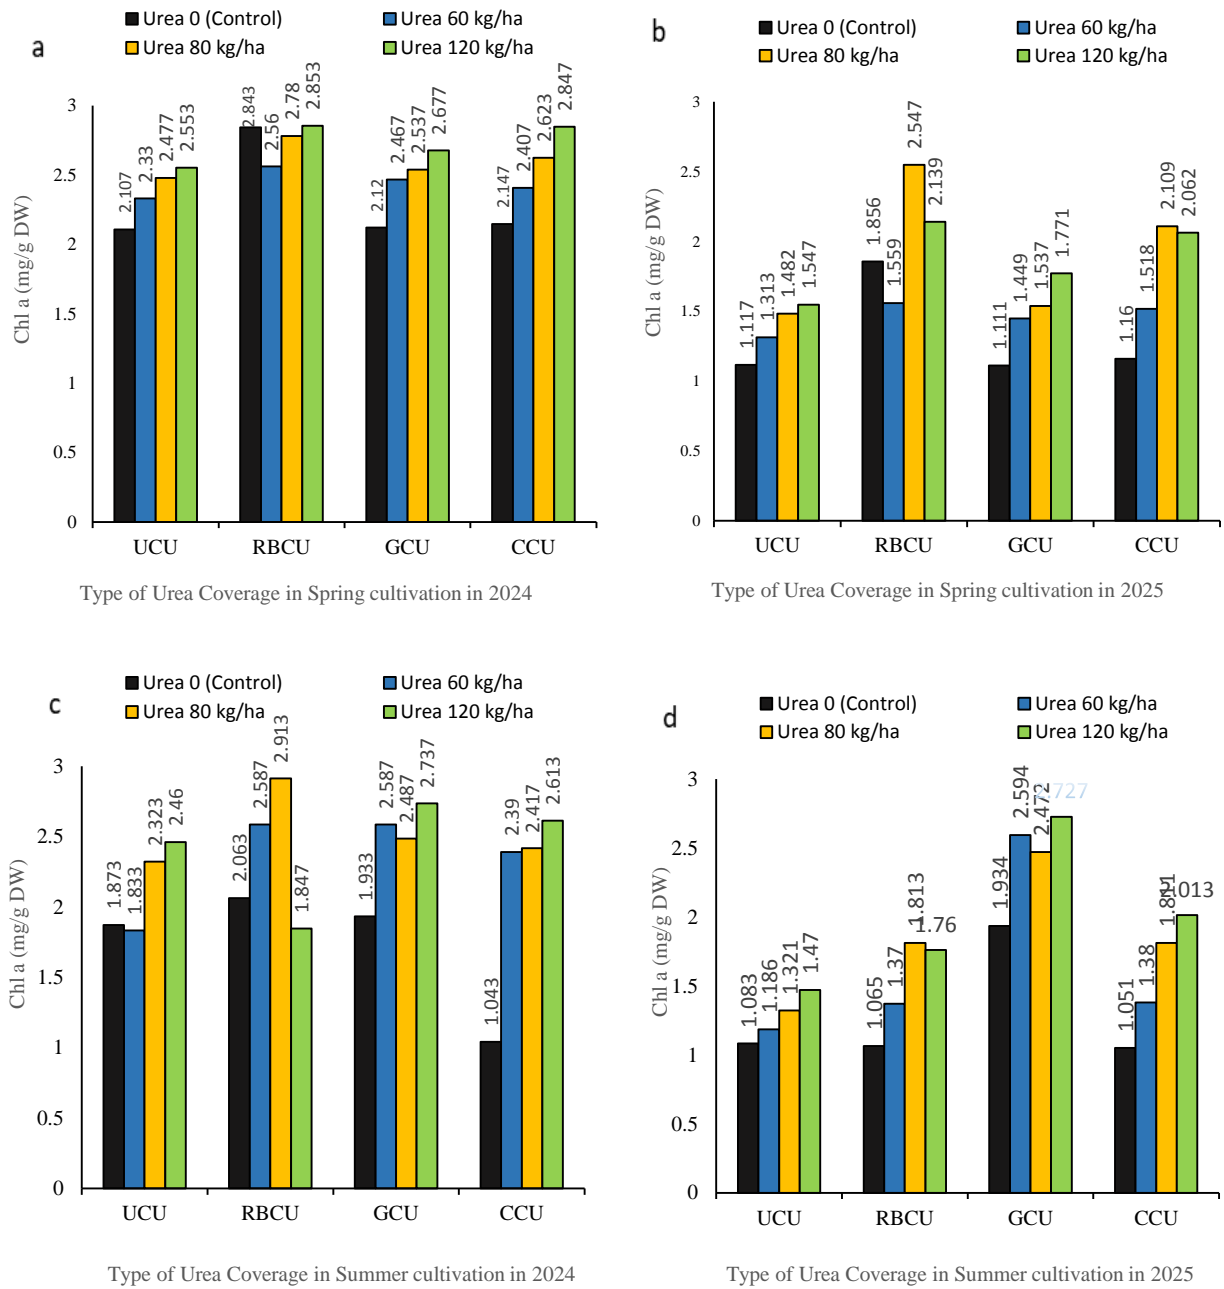 a
Urea 0 (Control) Urea 60 kg/ha
Urea 80 kg/ha Urea 120 kg/ha
Chl a (mg/g DW)
3
2.5
2
1.5
1
0.5
0
2.107 2.33 2.477 2.553
2.843 2.56 2.78 2.853
2.12 2.467 2.537 2.677
2.147 2.407 2.623 2.847
UCU RBCU GCU CCU
Type of Urea Coverage in Spring cultivation in 2024
b
Urea 0 (Control) Urea 60 kg/ha
Urea 80 kg/ha Urea 120 kg/ha
Chl a (mg/g DW)
3
2.5
2
1.5
1
0.5
0
1.117 1.313 1.482 1.547
1.856 1.559 2.547 2.139
1.111 1.449 1.537 1.771
1.16 1.518 2.109 2.062
UCU RBCU GCU CCU
Type of Urea Coverage in Spring cultivation in 2025
c
Urea 0 (Control) Urea 60 kg/ha
Urea 80 kg/ha Urea 120 kg/ha
Chl a (mg/g DW)
3
2.5
2
1.5
1
0.5
0
1.873 1.833 2.323 2.46
2.063 2.587 2.913 1.847
1.933 2.587 2.487 2.737
1.043 2.39 2.417 2.613
UCU RBCU GCU CCU
Type of Urea Coverage in Summer cultivation in 2024
d
Urea 0 (Control) Urea 60 kg/ha
Urea 80 kg/ha Urea 120 kg/ha
Chl a (mg/g DW)
3
2.5
2
1.5
1
0.5
0
1.083 1.186 1.321 1.47
1.065 1.37 1.813 1.76
1.934 2.594 2.472 2.727
1.051 1.38 2.013
UCU RBCU GCU CCU
Type of Urea Coverage in Summer cultivation in 2025